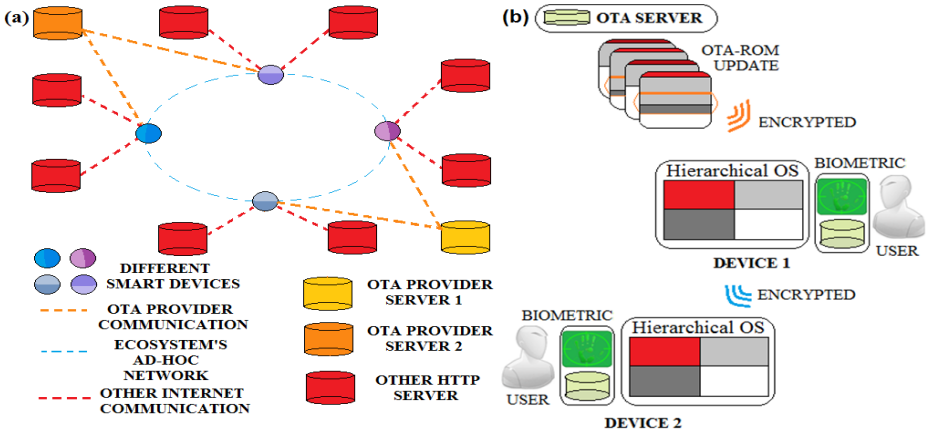 (a)
DIFFERENT
SMART DEVICES
OTA PROVIDER
COMMUNICATION
ECOSYSTEM'S
AD-HOC
NETWORK
OTHER INTERNET
COMMUNICATION
OTA PROVIDER
SERVER 1
OTA PROVIDER
SERVER 2
OTHER HTTP
SERVER
(b)
OTA SERVER
OTA-ROM
UPDATE
ENCRYPTED
Hierarchical OS
BIOMETRIC
USER
DEVICE 1
ENCRYPTED
BIOMETRIC
Hierarchical OS
USER
DEVICE 2